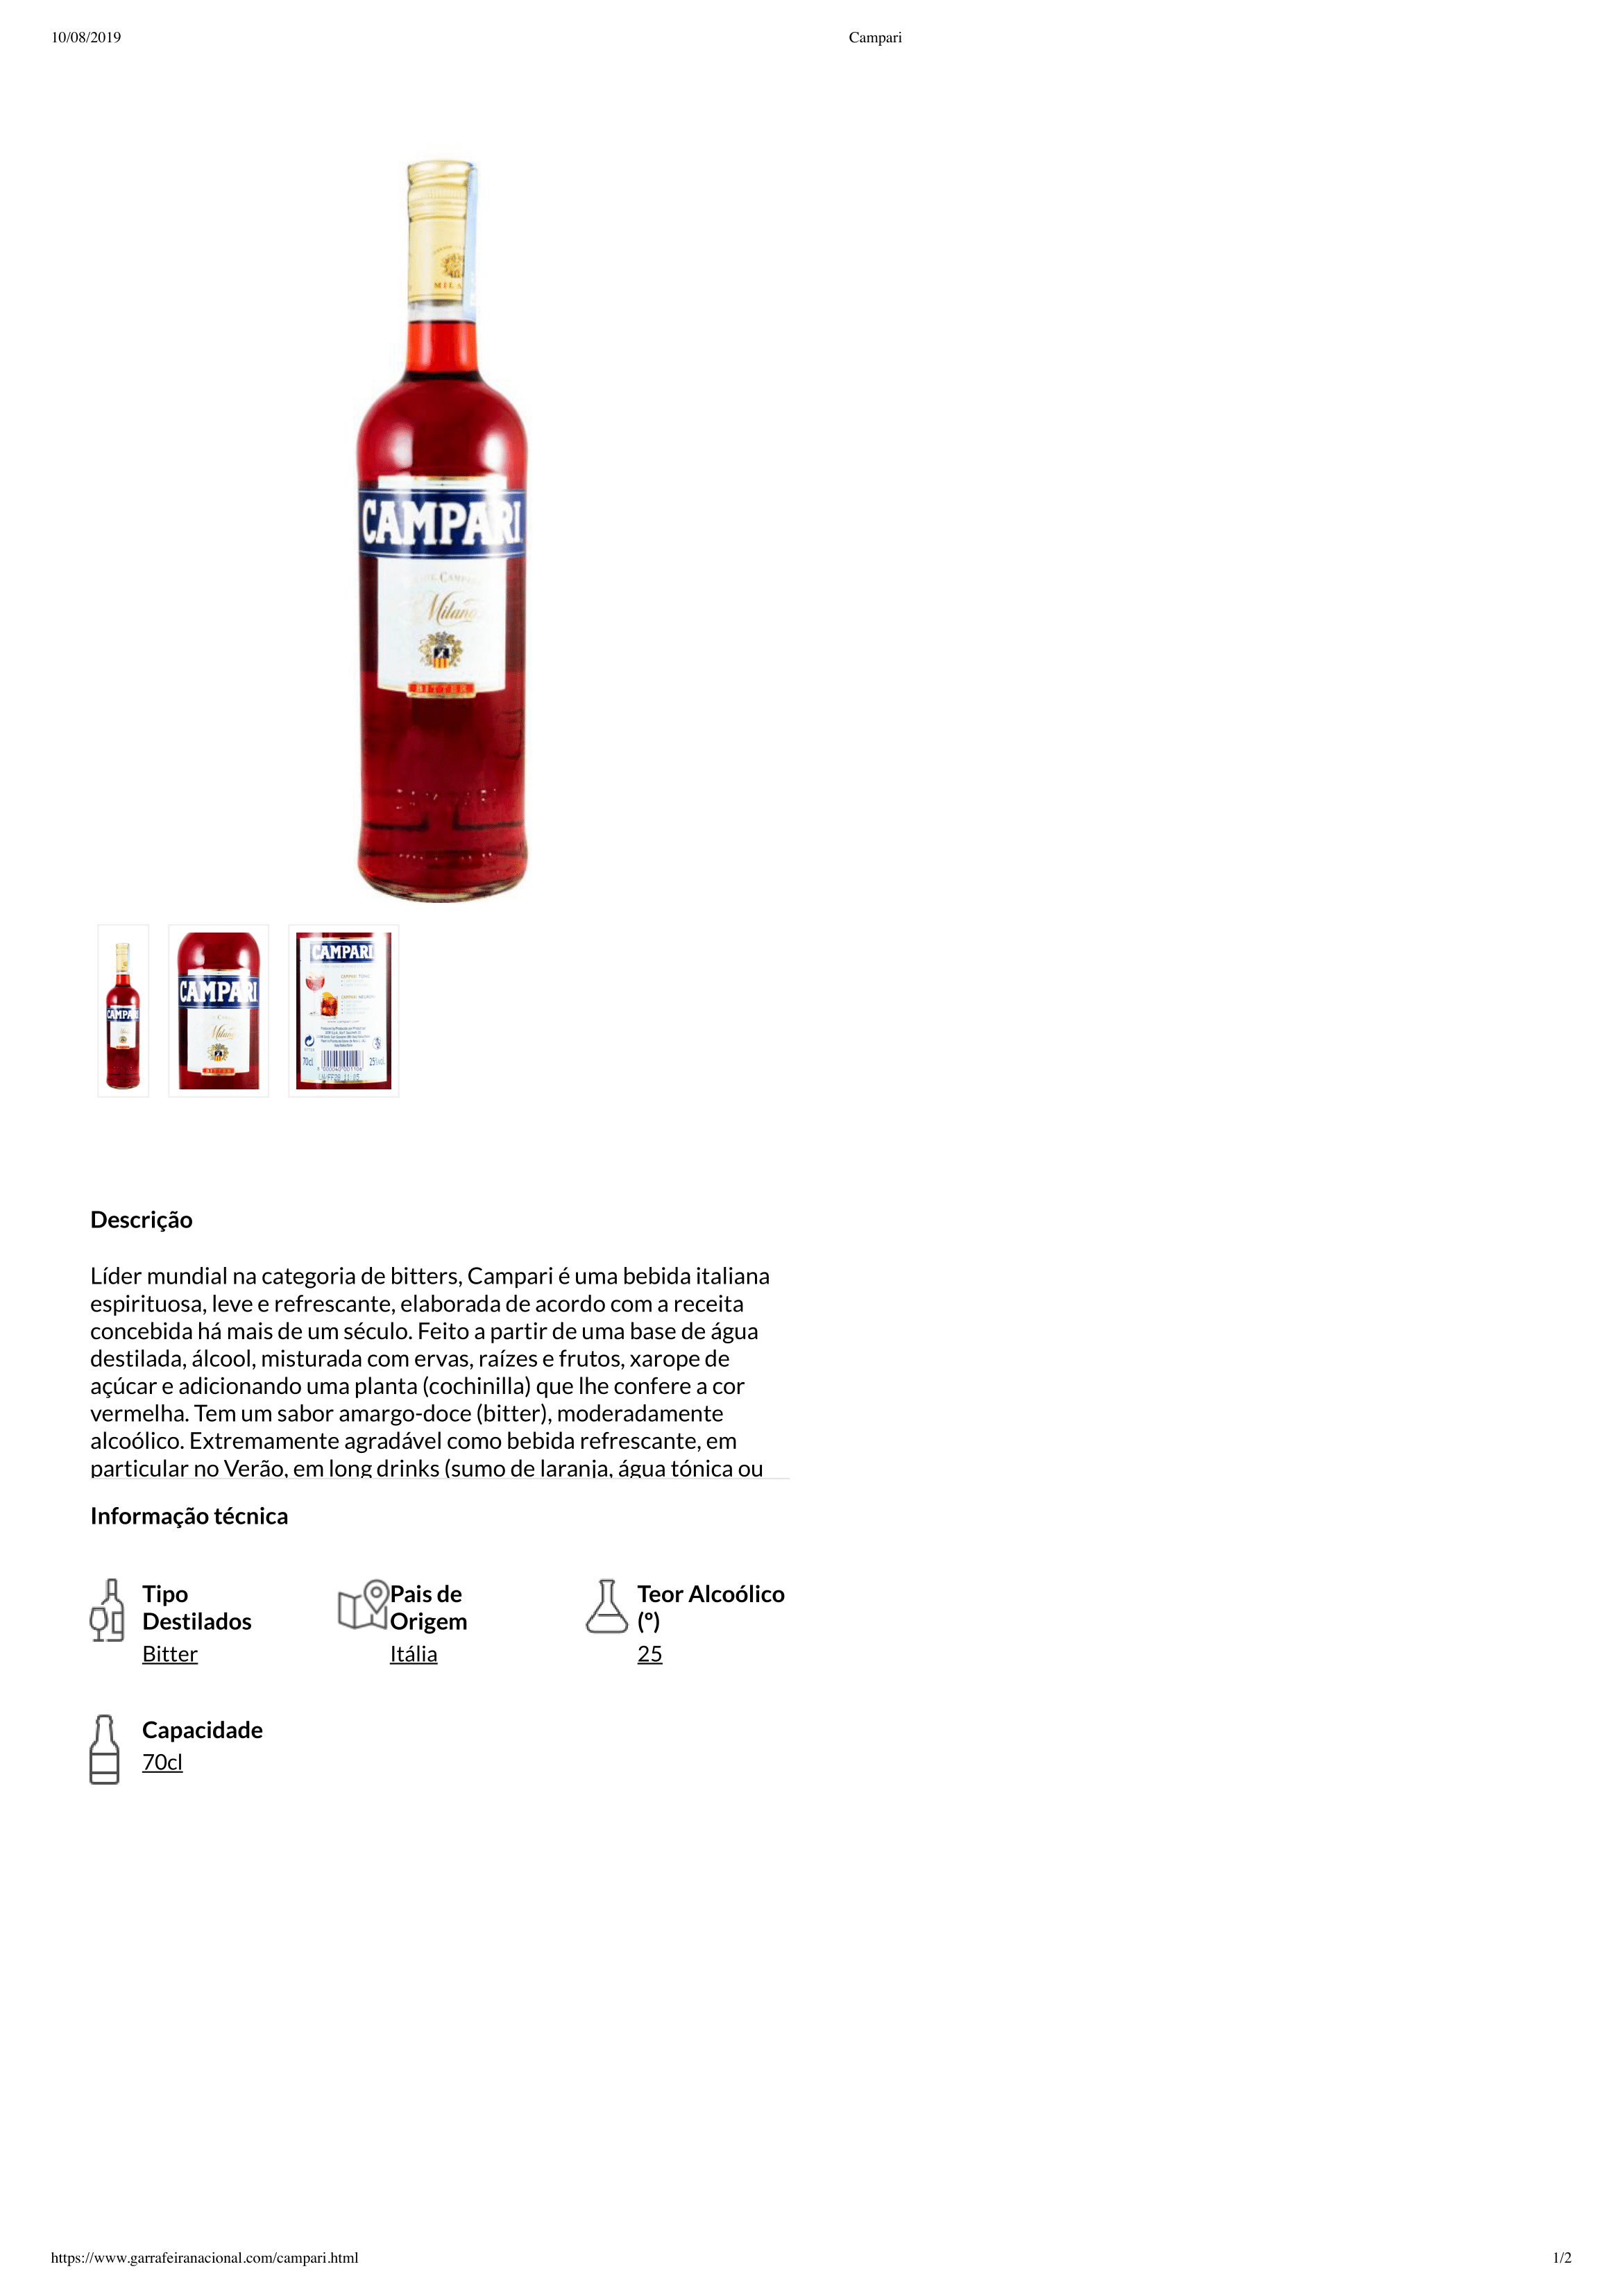 10/08/2019
Campari
MILA
CAMPARI
Milano
BITTER
CAMPARI
CAMPARI
Milano
BITTER
CAMPARI
70cl
Descrição
Líder mundial na categoria de bitters, Campari é uma bebida italiana
espirituosa, leve e refrescante, elaborada de acordo com a receita
concebida há mais de um século. Feito a partir de uma base de água
destilada, álcool, misturada com ervas, raízes e frutos, xarope de
açúcar e adicionando uma planta (cochinilla) que lhe confere a cor
vermelha. Tem um sabor amargo-doce (bitter), moderadamente
alcoólico. Extremamente agradável como bebida refrescante, em
particular no Verão, em long drinks (sumo de laranja, água tónica ou
Informação técnica
Tipo
Destilados
Bitter
Pais de
Origem
Itália
Teor Alcoólico
(º)
25
Capacidade
70cl
https://www.garrafeiranacional.com/campari.html
1/2